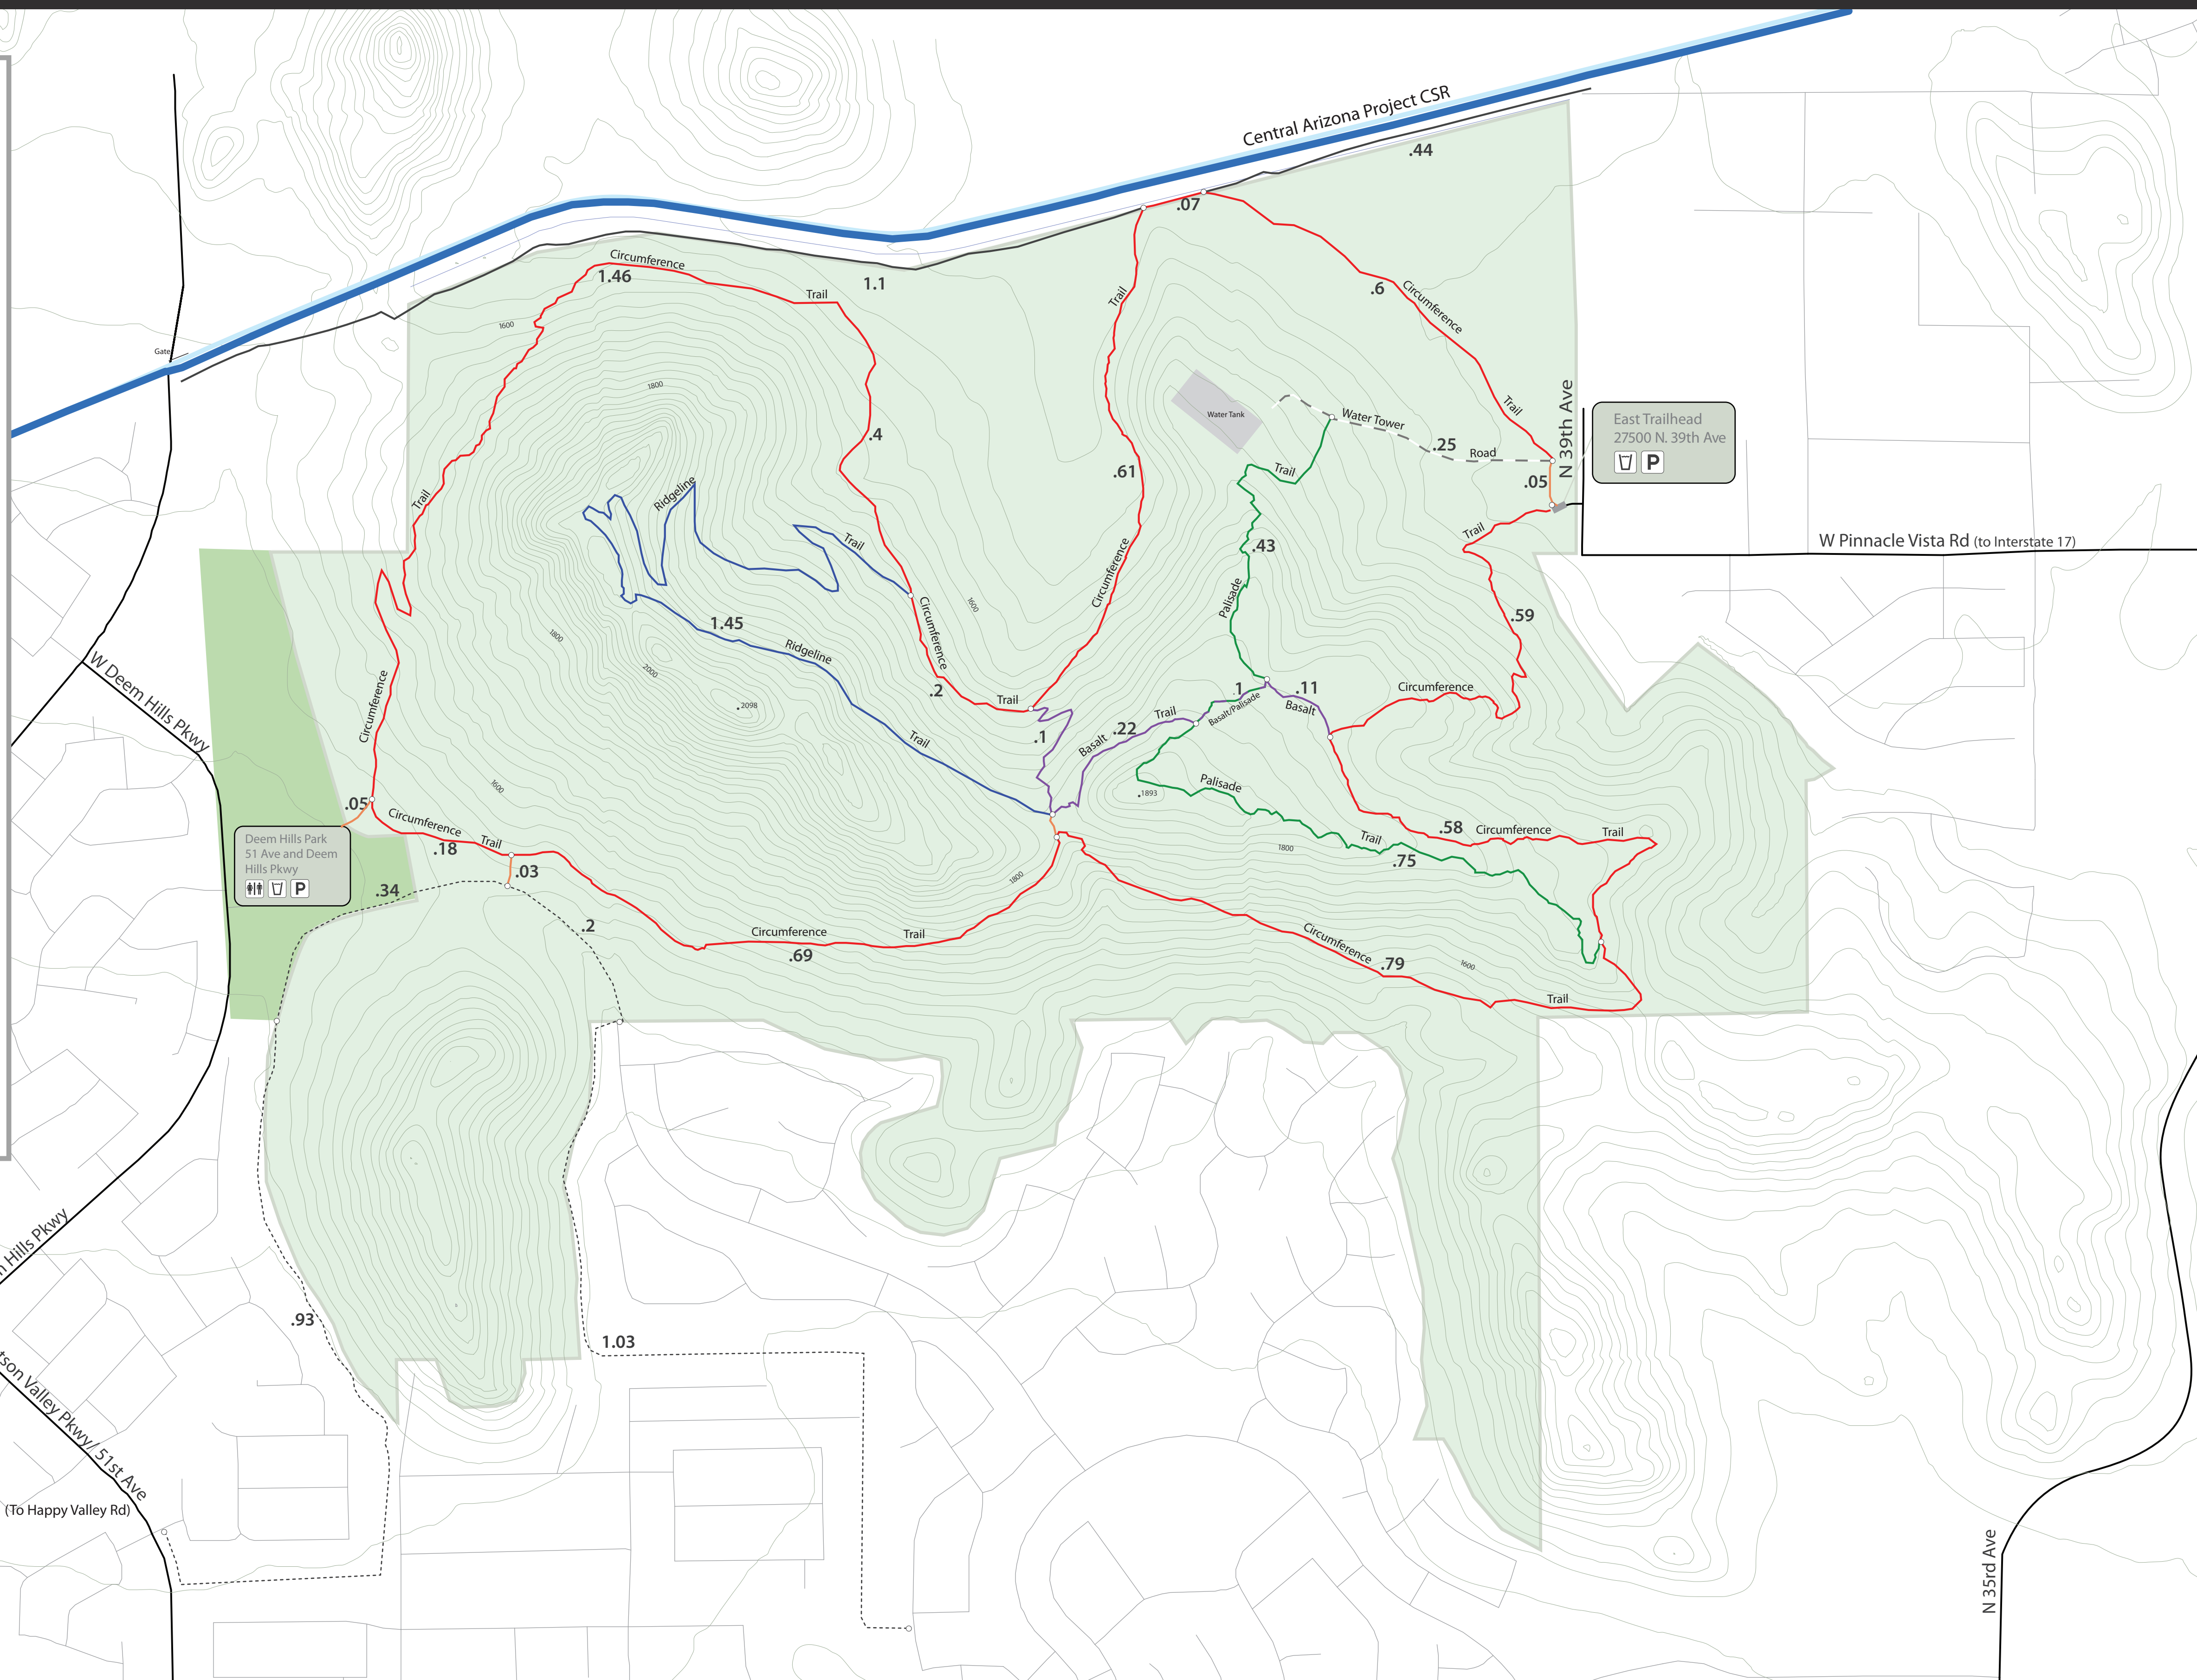 Central Arizona Project CSR
.44
.07
Circumference
1.46
1.1
Trail
Trail
.6
Circumference
1600
Gate
1800
N 39th Ave
East Trailhead
27500 N. 39th Ave
P
Trail
Water Tank
Water Tower
.4
.25
Road
.61
Trail
.05
Ridgeline
Trail
Trail
Trail
W Pinnacle Vista Rd (to Interstate 17)
.43
Circumference
Palisade
1600
.59
1.45
1800
Circumference
Ridgeline
W Deem Hills Pkwy
2000
.2
Trail
.1
.11
Circumference
2098
Basalt/Palisade
Basalt
Circumference
Trail
.1
Basalt
.22
Trail
1600
Palisade
1893
.05
Circumference
Trail
.18
Deem Hills Park
51 Ave and Deem
Hills Pkwy
P
.58
Circumference
Trail
Trail
.75
1800
.03
.34
1800
.2
Circumference
Trail
.69
Circumference
.79
1600
Trail
m Hills Pkwy
.93
1.03
tson Valley Pkwy/ 51st Ave
(To Happy Valley Rd)
N 35rd Ave